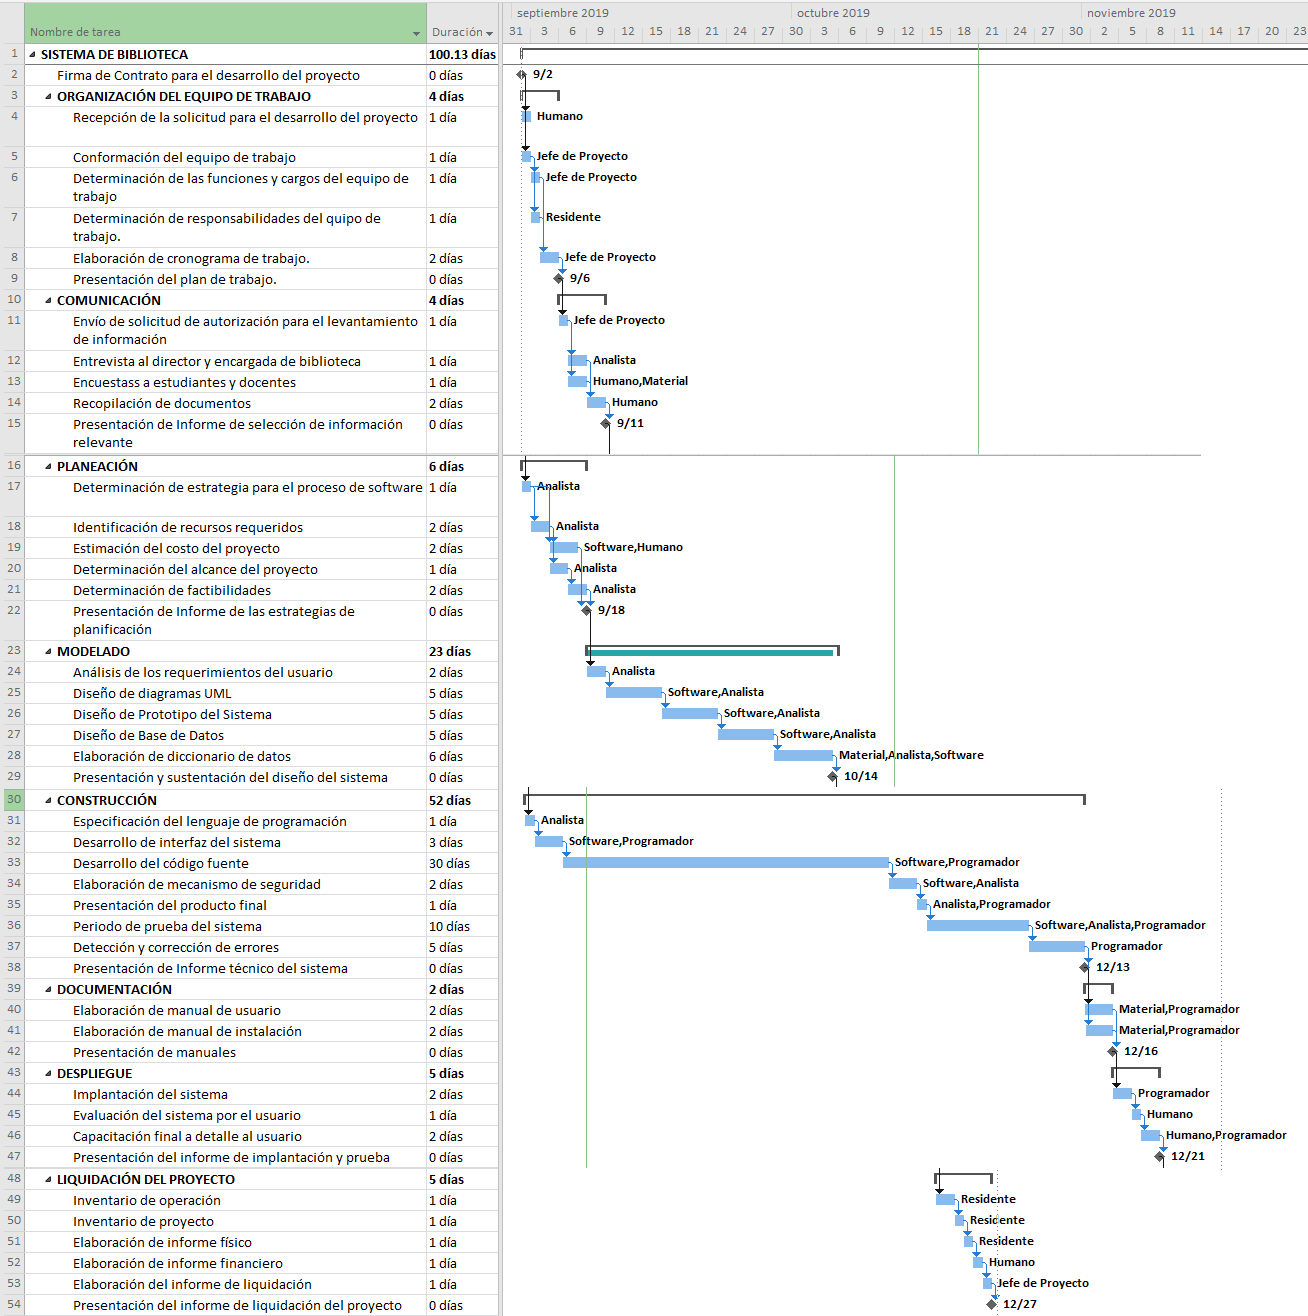 septiembre 2019 octubre 2019 noviembre 2019
Nombre de tarea Duración 31 3 6 9 12 15 18 21 24 27 30 3 6 9 12 15 18 21 24 27 30 2 5 8 11 14 17 20 23
1 SISTEMA DE BIBLIOTECA 100.13 días
2 Firma de Contrato para el desarrollo del proyecto 0 días 9/2
3 ORGANIZACIÓN DEL EQUIPO DE TRABAJO 4 días
4 Recepción de la solicitud para el desarrollo del proyecto 1 día Humano
5 Conformación del equipo de trabajo 1 día Jefe de Proyecto
6 Determinación de las funciones y cargos del equipo de 1 día Jefe de Proyecto
trabajo
7 Determinación de responsabilidades del quipo de 1 día Residente
trabajo.
8 Elaboración de cronograma de trabajo. 2 días Jefe de Proyecto
9 Presentación del plan de trabajo. 0 días 9/6
10 COMUNICACIÓN 4 días
11 Envío de solicitud de autorización para el levantamiento 1 día Jefe de Proyecto
de información
12 Entrevista al director y encargada de biblioteca 1 día Analista
13 Encuestass a estudiantes y docentes 1 día Humano,Material
14 Recopilación de documentos 2 días Humano
15 Presentación de Informe de selección de información 0 días 9/11
relevante
16 PLANEACIÓN 6 días
17 Determinación de estrategia para el proceso de software 1 día Analista
18 Identificación de recursos requeridos 2 días Analista
19 Estimación del costo del proyecto 2 días Software,Humano
20 Determinación del alcance del proyecto 1 día Analista
21 Determinación de factibilidades 2 días Analista
22 Presentación de Informe de las estrategias de 0 días 9/18
planificación
23 MODELADO 23 días
24 Análisis de los requerimientos del usuario 2 días Analista
25 Diseño de diagramas UML 5 días Software,Analista
26 Diseño de Prototipo del Sistema 5 días Software,Analista
27 Diseño de Base de Datos 5 días Software,Analista
28 Elaboración de diccionario de datos 6 días Material,Analista,Software
29 Presentación y sustentación del diseño del sistema 0 días 10/14
30 CONSTRUCCIÓN 52 días
31 Especificación del lenguaje de programación 1 día Analista
32 Desarrollo de interfaz del sistema 3 días Software,Programador
33 Desarrollo del código fuente 30 días Software,Programador
34 Elaboración de mecanismo de seguridad 2 días Software,Analista
35 Presentación del producto final 1 día Analista,Programador
36 Periodo de prueba del sistema 10 días Software,Analista,Programador
37 Detección y corrección de errores 5 días Programador
38 Presentación de Informe técnico del sistema 0 días 12/13
39 DOCUMENTACIÓN 2 días
40 Elaboración de manual de usuario 2 días Material,Programador
41 Elaboración de manual de instalación 2 días Material,Programador
42 Presentación de manuales 0 días 12/16
43 DESPLIEGUE 5 días
44 Implantación del sistema 2 días Programador
45 Evaluación del sistema por el usuario 1 día Humano
46 Capacitación final a detalle al usuario 2 días Humano,Programador
47 Presentación del informe de implantación y prueba 0 días 12/21
48 LIQUIDACIÓN DEL PROYECTO 5 días
49 Inventario de operación 1 día Residente
50 Inventario de proyecto 1 día Residente
51 Elaboración de informe físico 1 día Residente
52 Elaboración de informe financiero 1 día Humano
53 Elaboración del informe de liquidación 1 día Jefe de Proyecto
54 Presentación del informe de liquidación del proyecto 0 días 12/27